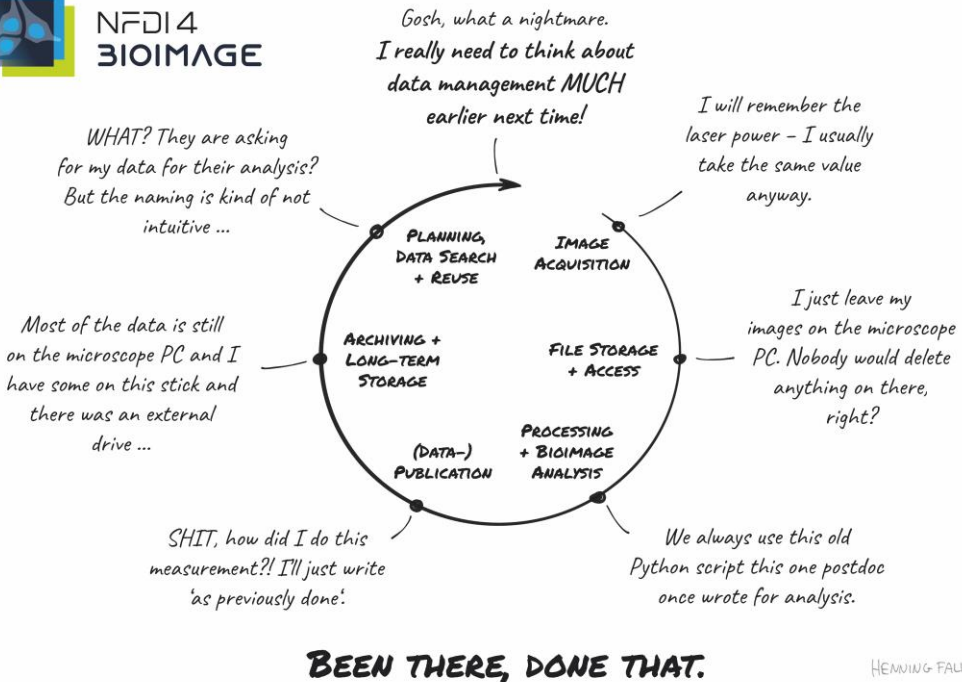 NFDI4
BIOIMAGE
Gosh, what a nightmare.
I really need to think about
data management MUCH
earlier next time!
I will remember the
laser power – I usually
take the same value
anyway.
IMAGE
ACQUISITION
I just leave my
images on the microscope
PC. Nobody would delete
anything on there,
right?
FILE STORAGE
+ ACCESS
We always use this old
Python script this one postdoc
once wrote for analysis.
PROCESSING
+ BIOIMAGE
ANALYSIS
SHIT, how did I do this
measurement?! I'll just write
'as previously done'.
(DATA-)
PUBLICATION
Most of the data is still
on the microscope PC and I
have some on this stick and
there was an external
drive ...
ARCHIVING +
LONG-TERM
STORAGE
WHAT? They are asking
for my data for their analysis?
But the naming is kind of not
intuitive ...
PLANNING,
DATA SEARCH
+ REUSE
BEEN THERE, DONE THAT.
HENNING